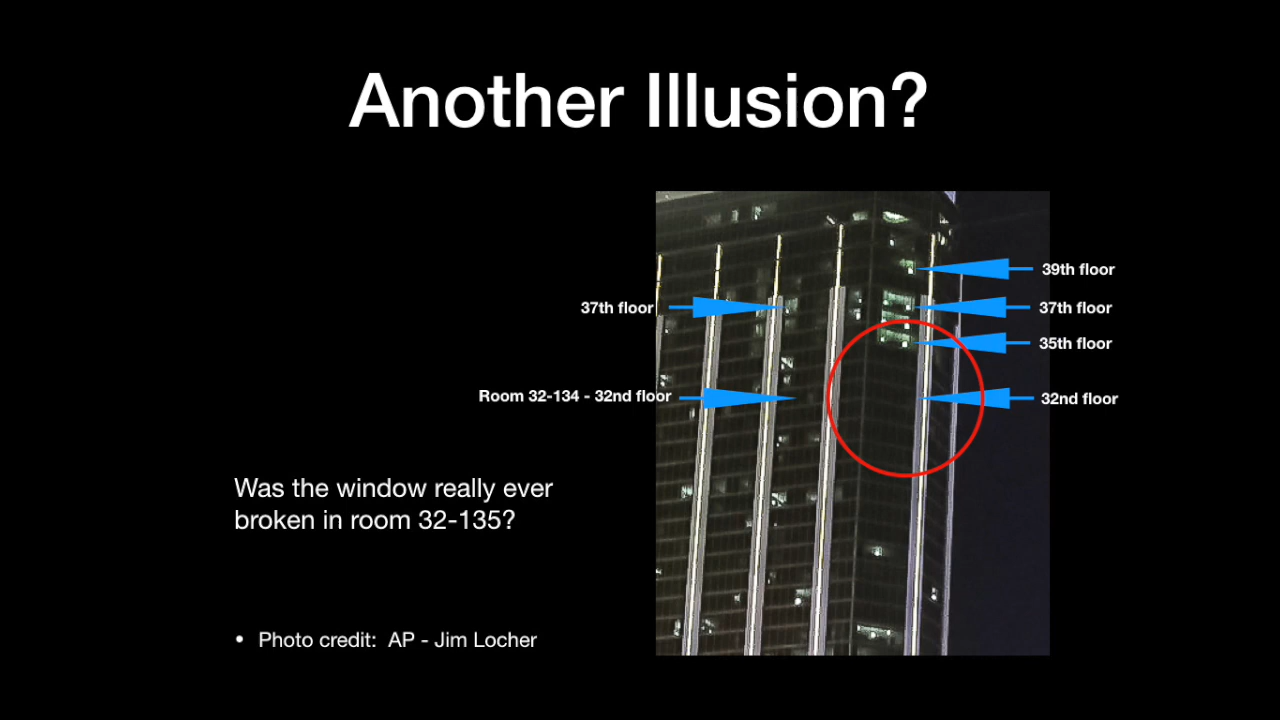 Another Illusion?
39th floor
37th floor
37th floor
35th floor
Room 32-134 - 32nd floor
32nd floor
Was the window really ever
broken in room 32-135?
• Photo credit: AP - Jim Locher